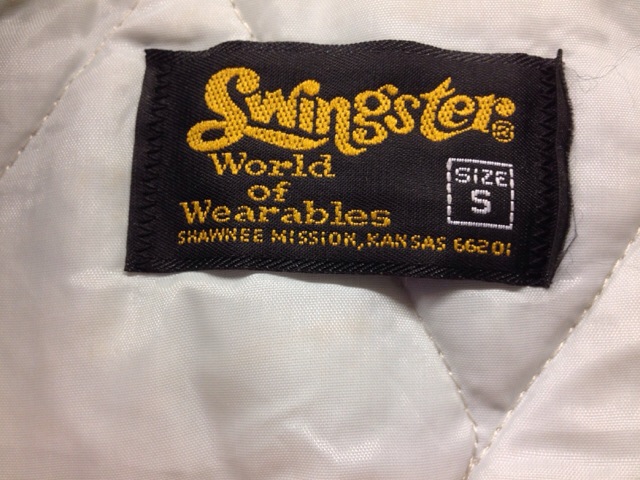 Swingster®
World
of
Wearables
SIZE
S
SHAWNEE MISSION, KANSAS 66201